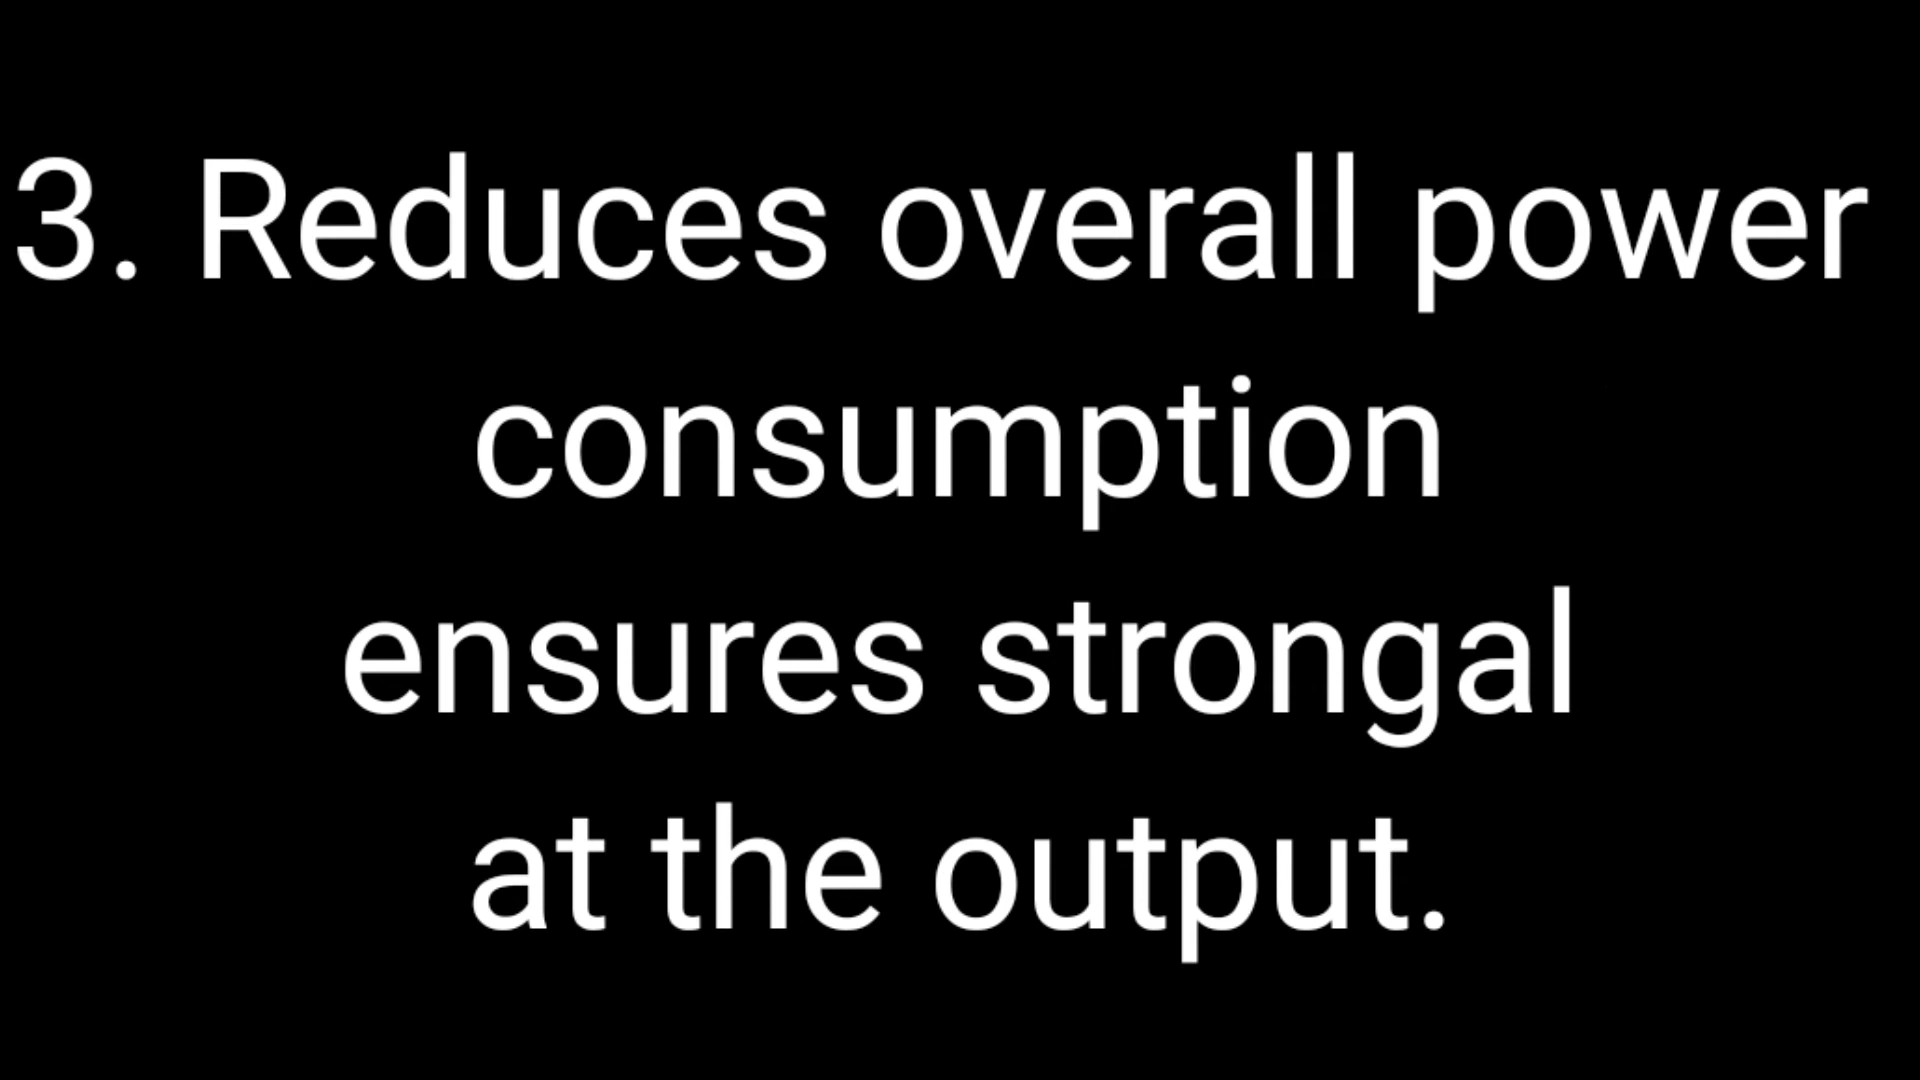 3. Reduces overall power
consumption
ensures strongal
at the output.